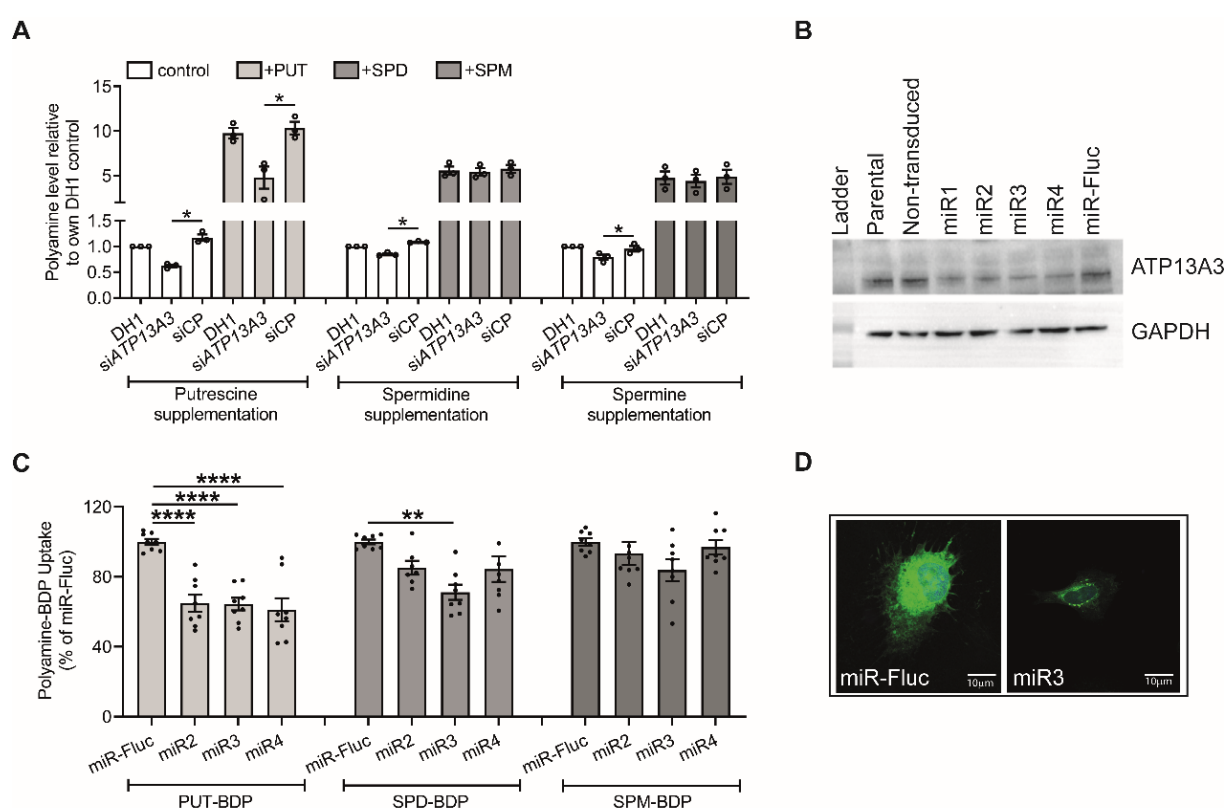 A
control
+PUT
+SPD
+SPM
Polyamine level relative
to own DH1 control
10
5
1.5
1.0
0.5
0.0
*
*
*
*
DH1
siATP13A3
siCP
DH1
siATP13A3
siCP
DH1
siATP13A3
siCP
DH1
siATP13A3
siCP
DH1
siATP13A3
siCP
DH1
siATP13A3
siCP
Putrescine
supplementation
Spermidine
supplementation
Spermine
supplementation
B
Ladder
Parental
Non-transduced
miR1
miR2
miR3
miR4
miR-Fluc
ATP13A3
GAPDH
C
Polyamine-BDP Uptake
(% of miR-Fluc)
120
80
40
0
****
****
****
**
miR-Fluc
miR2
miR3
miR4
miR-Fluc
miR2
miR3
miR4
miR-Fluc
miR2
miR3
miR4
PUT-BDP
SPD-BDP
SPM-BDP
D
miR-Fluc
10µm
miR3
10µm